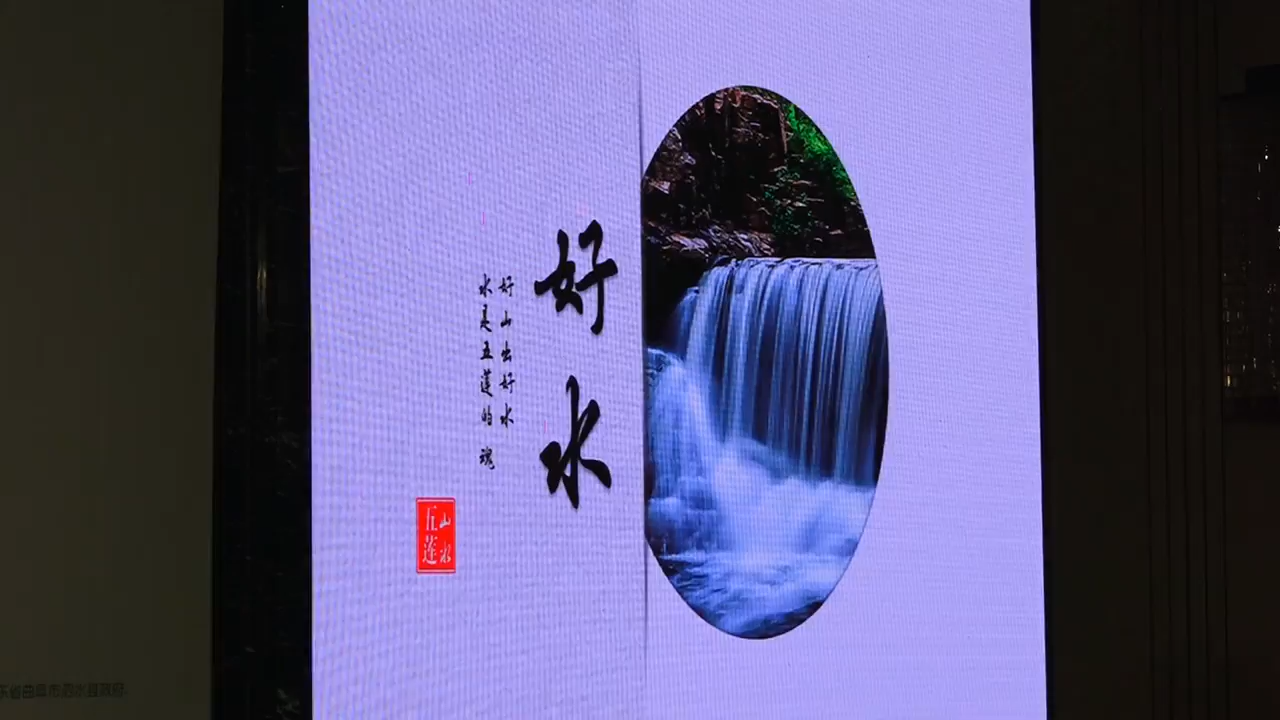 好水
好山出好水
水是五莲的魂
山水
五莲